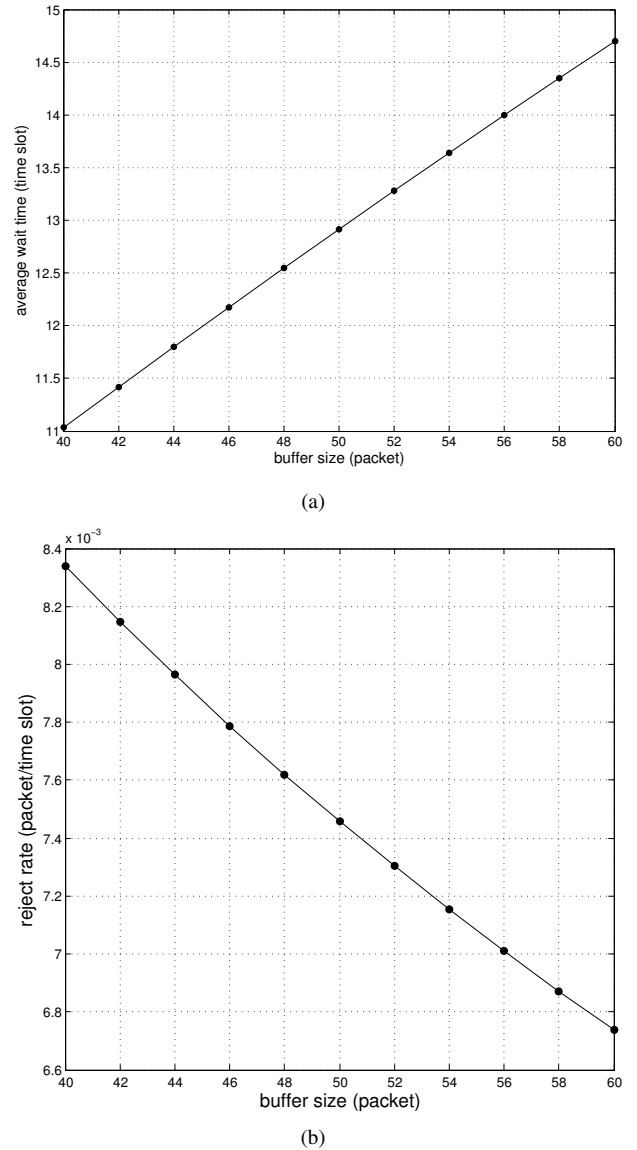 15
14.5
14
13.5
13
12.5
12
11.5
11
average wait time (time slot)
40 42 44 46 48 50 52 54 56 58 60
buffer size (packet)
(a)
x 10⁻³
8.4
8.2
8
7.8
7.6
7.4
7.2
7
6.8
6.6
reject rate (packet/time slot)
40 42 44 46 48 50 52 54 56 58 60
buffer size (packet)
(b)